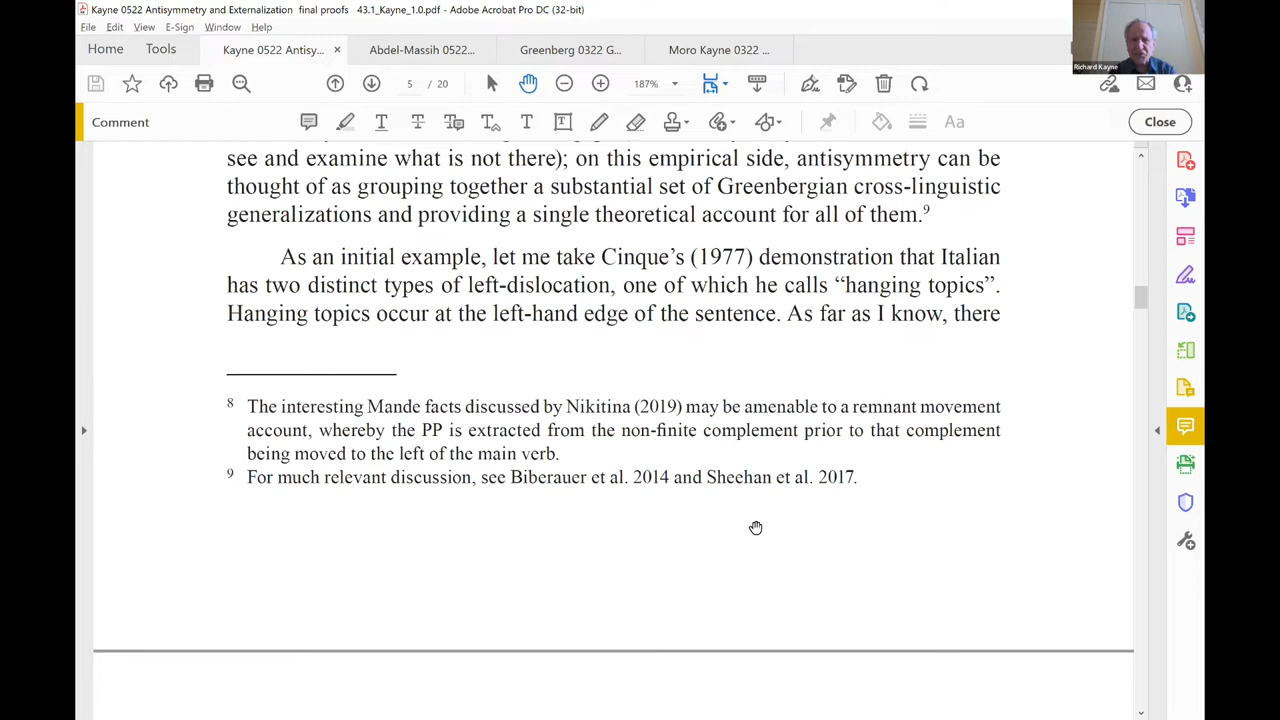 Kayne 0522 Antisymmetry and Externalization final proofs 43.1_Kayne_1.0.pdf - Adobe Acrobat Pro DC (32-bit)
File Edit View E-Sign Window Help
Home Tools Kayne 0522 Antisy... × Abdel-Massih 0522... Greenberg 0322 G... Moro Kayne 0322 ...
Richard Kayne
5 / 20 187%
Comment Close
see and examine what is not there); on this empirical side, antisymmetry can be
thought of as grouping together a substantial set of Greenbergian cross-linguistic
generalizations and providing a single theoretical account for all of them.9
As an initial example, let me take Cinque’s (1977) demonstration that Italian
has two distinct types of left-dislocation, one of which he calls “hanging topics”.
Hanging topics occur at the left-hand edge of the sentence. As far as I know, there
8 The interesting Mande facts discussed by Nikitina (2019) may be amenable to a remnant movement
account, whereby the PP is extracted from the non-finite complement prior to that complement
being moved to the left of the main verb.
9 For much relevant discussion, see Biberauer et al. 2014 and Sheehan et al. 2017.